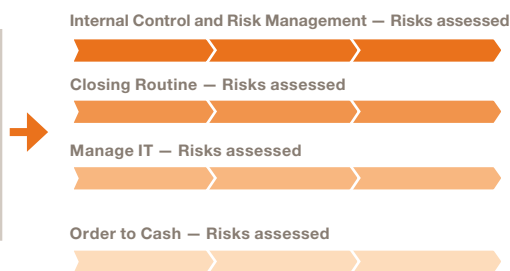 Internal Control and Risk Management — Risks assessed
Closing Routine — Risks assessed
Manage IT — Risks assessed
Order to Cash — Risks assessed